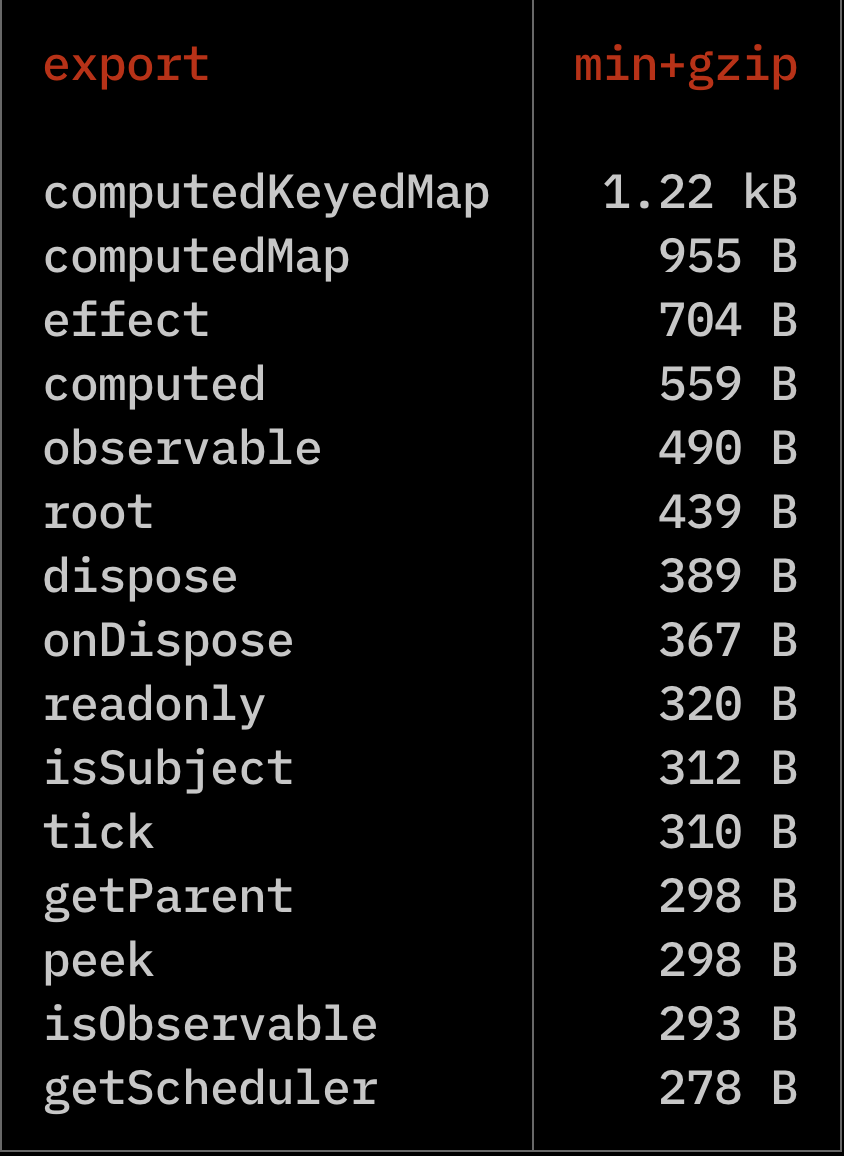 export min+gzip
computedKeyedMap 1.22 kB
computedMap 955 B
effect 704 B
computed 559 B
observable 490 B
root 439 B
dispose 389 B
onDispose 367 B
readonly 320 B
isSubject 312 B
tick 310 B
getParent 298 B
peek 298 B
isObservable 293 B
getScheduler 278 B